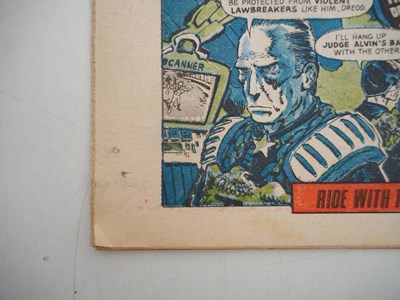 BE PROTECTED FROM VIOLENT
LAWBREAKERS LIKE HIM, DREDD
I'LL HANG UP
JUDGE ALVIN'S BA
WITH THE OTHER
SCANNER
RIDE WITH T